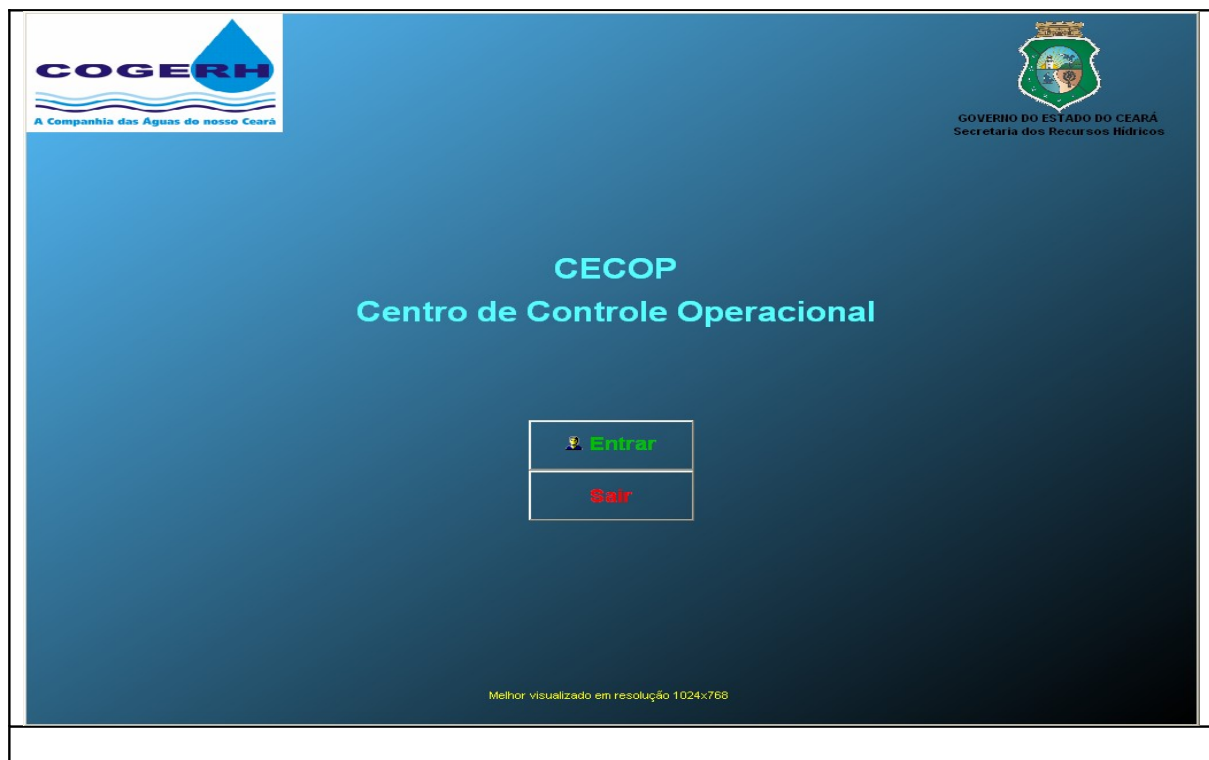 COGERH
A Companhia das Águas do nosso Ceará
GOVERNO DO ESTADO DO CEARÁ
Secretaria dos Recursos Hídricos
CECOP
Centro de Controle Operacional
Entrar
Sair
Melhor visualizado em resolução 1024x768